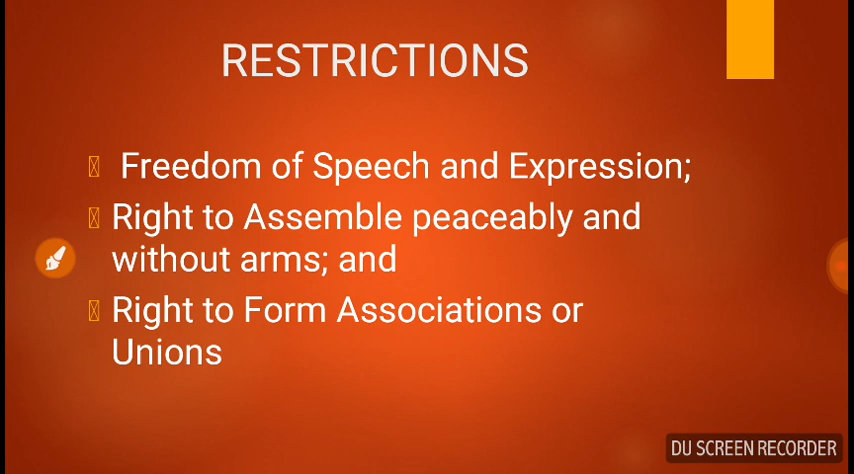 RESTRICTIONS
Freedom of Speech and Expression;
Right to Assemble peaceably and
without arms; and
Right to Form Associations or
Unions
DU SCREEN RECORDER